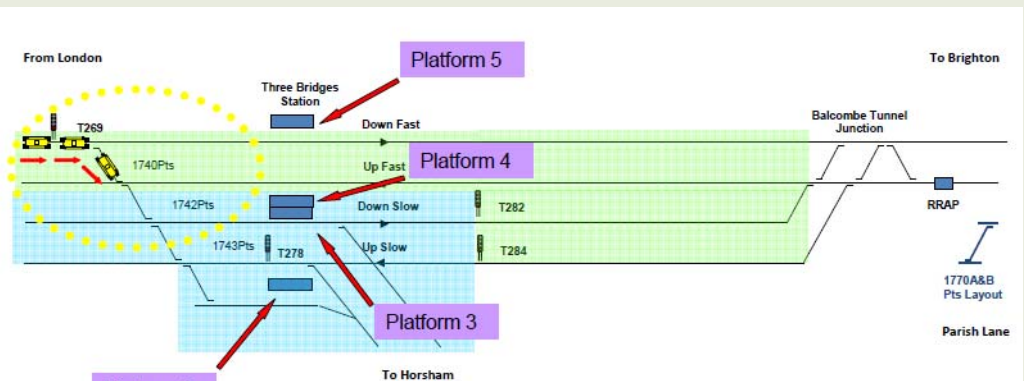 From London
Platform 5
To Brighton
Three Bridges
Station
T269
Down Fast
Balcombe Tunnel
Junction
1740Pts
Up Fast
Platform 4
1742Pts
Down Slow
T282
RRAP
1743Pts
T278
Up Slow
T284
1770A&B
Pts Layout
Platform 3
Parish Lane
To Horsham